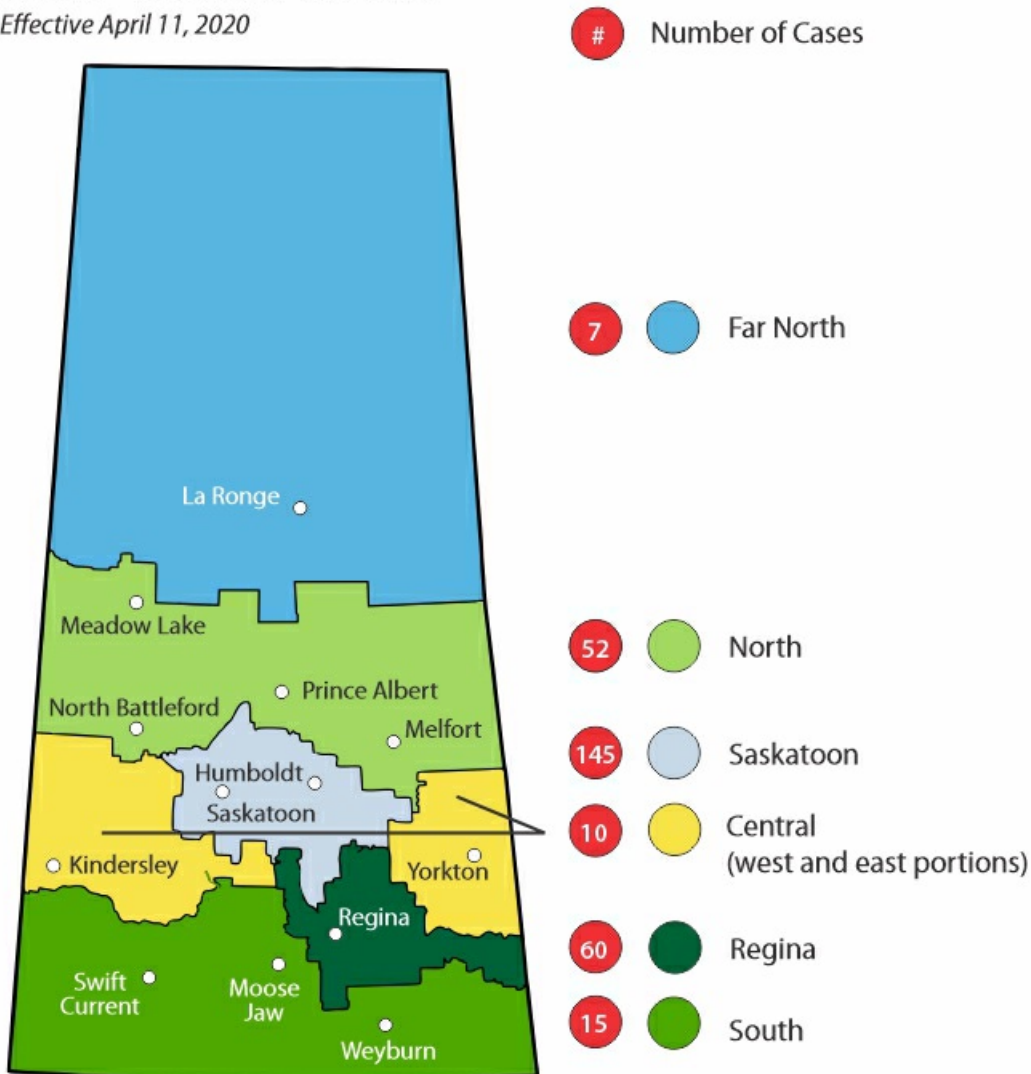 Effective April 11, 2020
# Number of Cases
7 Far North
La Ronge
Meadow Lake
52 North
Prince Albert
North Battleford
Melfort
145 Saskatoon
Humboldt
Saskatoon
10 Central
(west and east portions)
Kindersley
Yorkton
Regina
60 Regina
Swift
Current
Moose
Jaw
15 South
Weyburn